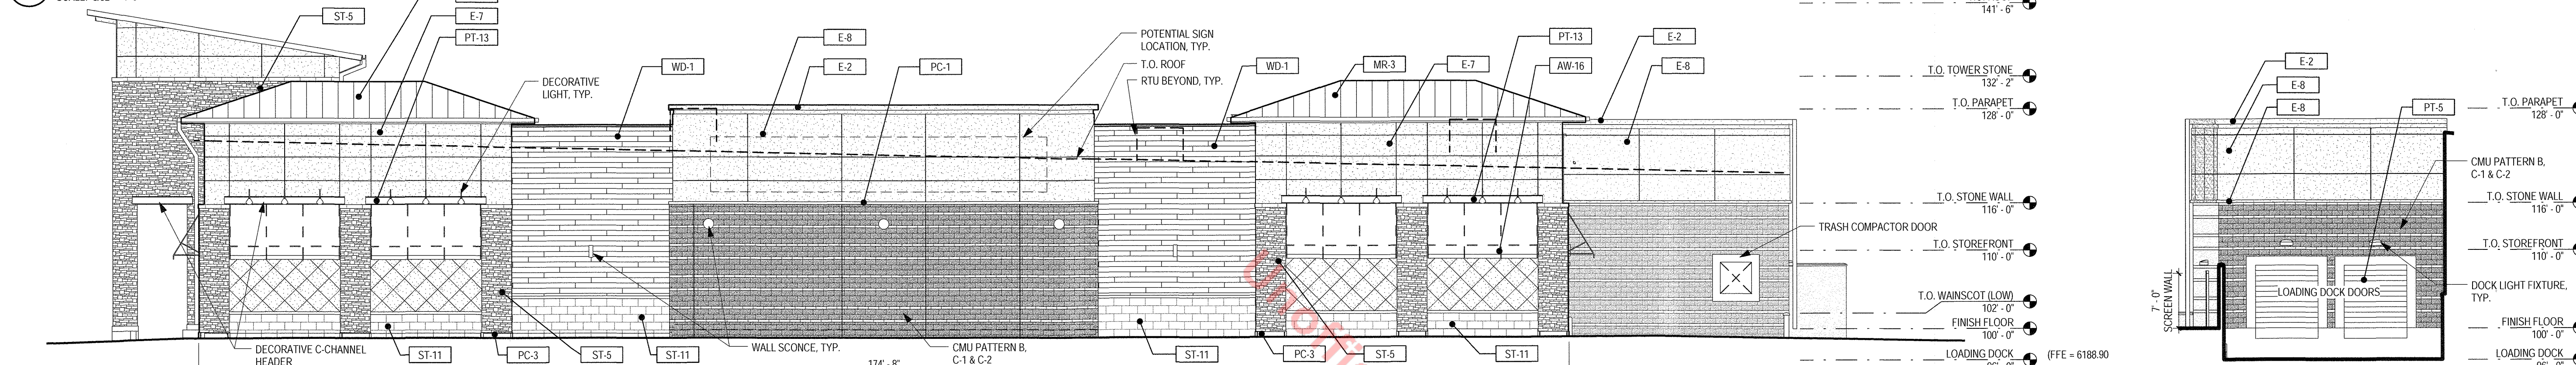 ST-5
E-7
PT-13
DECORATIVE
LIGHT, TYP.
WD-1
E-8
E-2
PC-1
POTENTIAL SIGN
LOCATION, TYP.
T.O. ROOF
RTU BEYOND, TYP.
WD-1
MR-3
E-7
PT-13
AW-16
E-2
E-8
141' - 6"
T.O. TOWER STONE
132' - 2"
T.O. PARAPET
128' - 0"
T.O. STONE WALL
116' - 0"
TRASH COMPACTOR DOOR
T.O. STOREFRONT
110' - 0"
T.O. WAINSCOT (LOW)
102' - 0"
FINISH FLOOR
100' - 0"
LOADING DOCK
(FFE = 6188.90
DECORATIVE C-CHANNEL
HEADER
ST-11
PC-3
ST-5
ST-11
WALL SCONCE, TYP.
174' - 8"
CMU PATTERN B,
C-1 & C-2
ST-11
PC-3
ST-5
ST-11
Unoffic
E-2
E-8
E-8
PT-5
T.O. PARAPET
128' - 0"
CMU PATTERN B,
C-1 & C-2
T.O. STONE WALL
116' - 0"
T.O. STOREFRONT
110' - 0"
7' - 0"
SCREEN WALL
LOADING DOCK DOORS
DOCK LIGHT FIXTURE,
TYP.
FINISH FLOOR
100' - 0"
LOADING DOCK